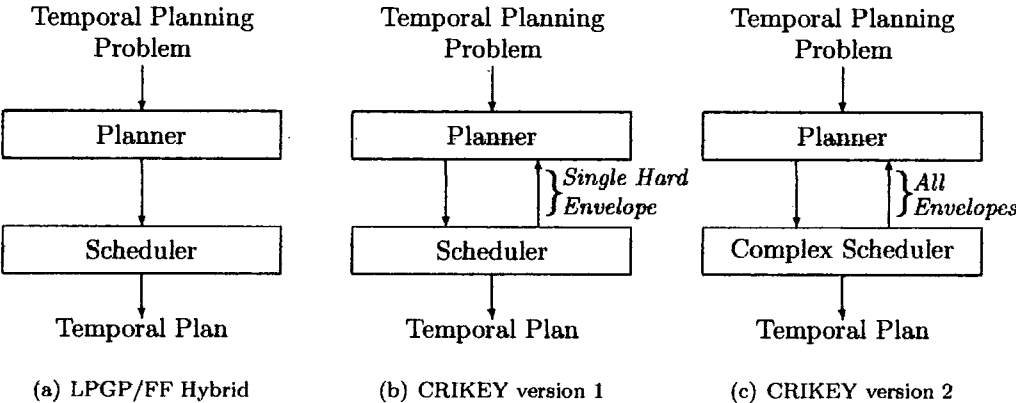 Temporal Planning
Problem
Planner
Scheduler
Temporal Plan
(a) LPGP/FF Hybrid
Temporal Planning
Problem
Planner
Single Hard
Envelope
Scheduler
Temporal Plan
(b) CRIKEY version 1
Temporal Planning
Problem
Planner
All
Envelopes
Complex Scheduler
Temporal Plan
(c) CRIKEY version 2